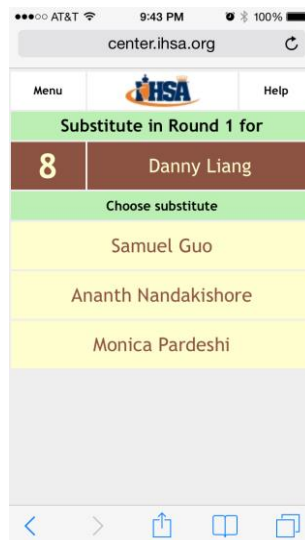 ●●●○○ AT&T 9:43 PM 100%
center.ihsa.org
Menu IHSA Help
Substitute in Round 1 for
8 Danny Liang
Choose substitute
Samuel Guo
Ananth Nandakishore
Monica Pardeshi